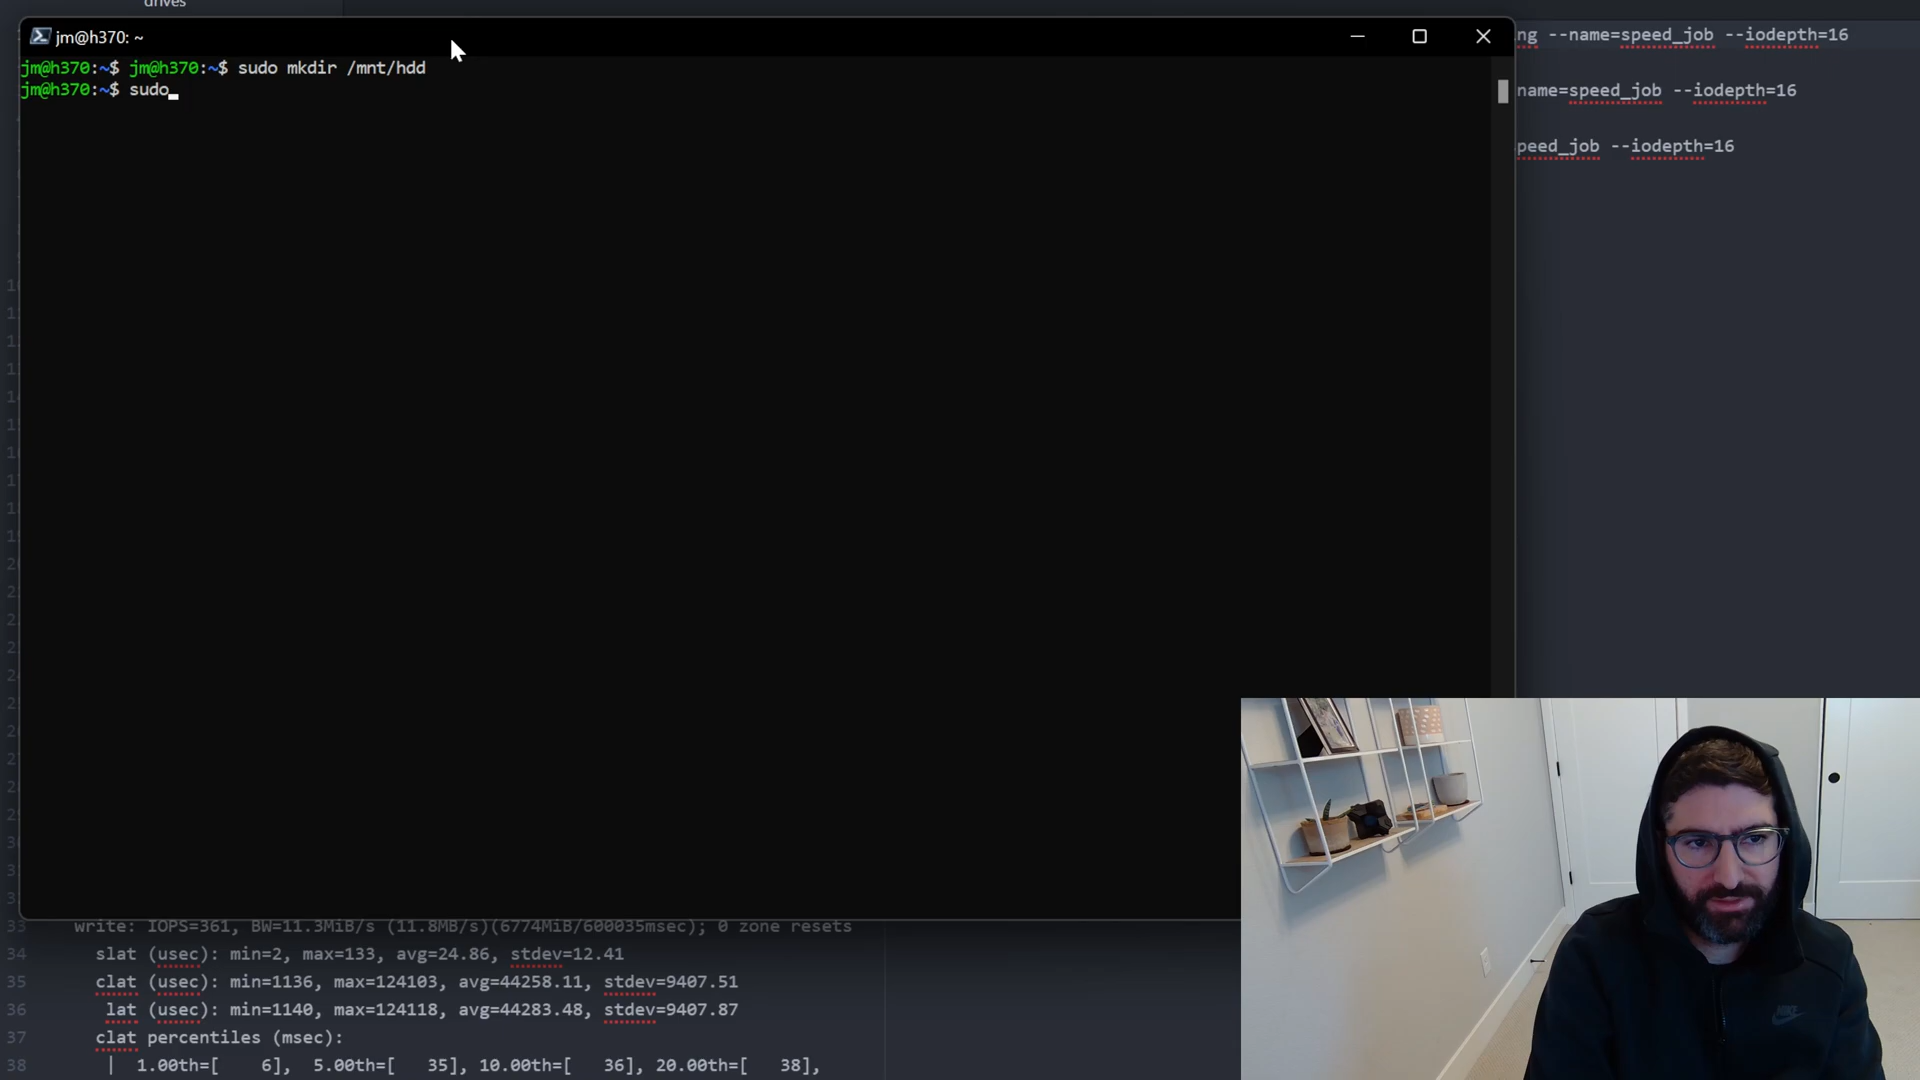 drives
jm@h370: ~
jm@h370:~$ jm@h370:~$ sudo mkdir /mnt/hdd
jm@h370:~$ sudo
ng --name=speed_job --iodepth=16
name=speed_job --iodepth=16
peed_job --iodepth=16
33 write: IOPS=361, BW=11.3MiB/s (11.8MB/s)(6774MiB/600035msec); 0 zone resets
34 slat (usec): min=2, max=133, avg=24.86, stdev=12.41
35 clat (usec): min=1136, max=124103, avg=44258.11, stdev=9407.51
36 lat (usec): min=1140, max=124118, avg=44283.48, stdev=9407.87
37 clat percentiles (msec):
38 | 1.00th=[ 6], 5.00th=[ 35], 10.00th=[ 36], 20.00th=[ 38],